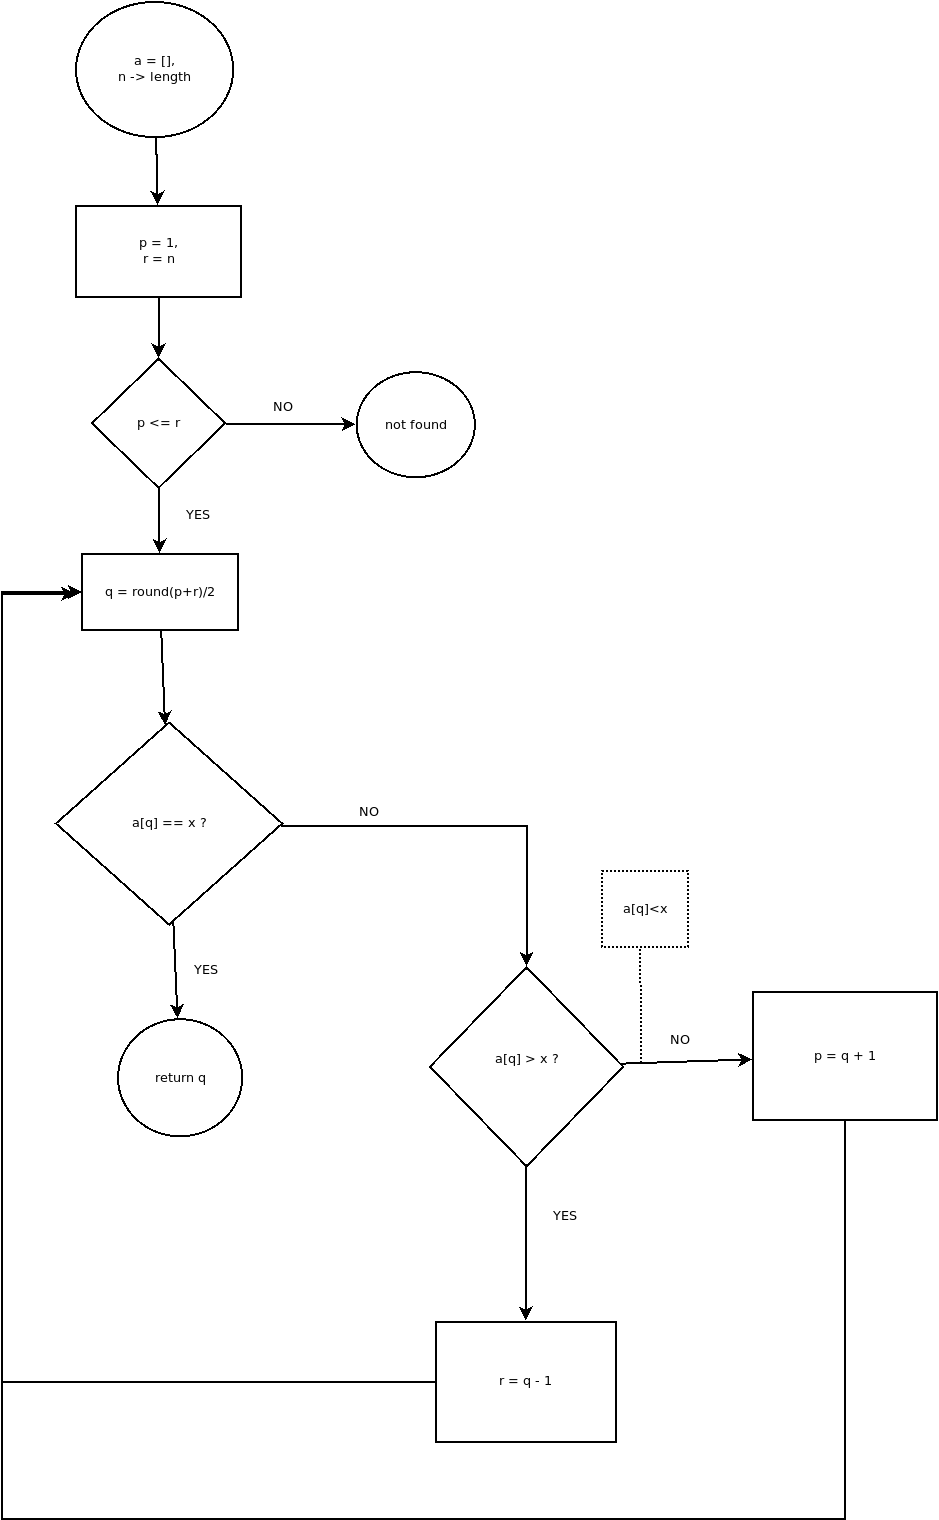 a = [],
n -> length
p = 1,
r = n
p <= r
NO
not found
YES
q = round(p+r)/2
a[q] == x ?
NO
a[q]<x
YES
a[q] > x ?
NO
p = q + 1
return q
YES
r = q - 1